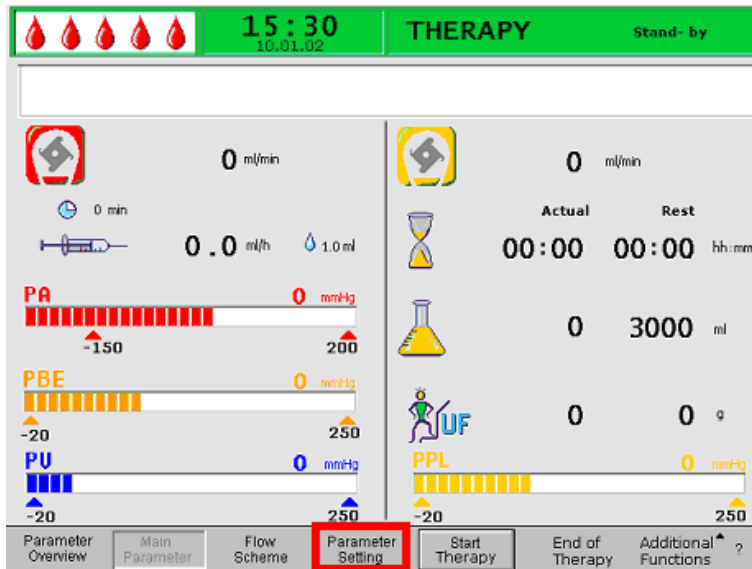 15:30
10.01.02
THERAPY
Stand- by
0 ml/min
0 min
0.0 ml/h
1.0 ml
PA
0 mmHg
-150
200
PBE
0 mmHg
-20
250
PV
0 mmHg
-20
250
0 ml/min
Actual
Rest
00:00
00:00
hh:mm
0
3000
ml
UF
0
0
g
PPL
0 mmHg
-20
250
Parameter
Overview
Main
Parameter
Flow
Scheme
Parameter
Setting
Start
Therapy
End of
Therapy
Additional
Functions
?